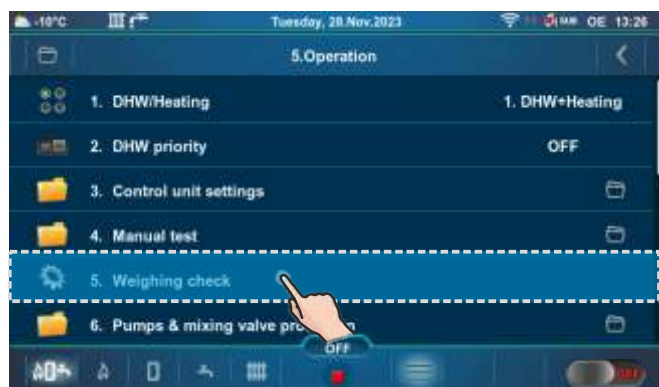 -10°C Tuesday, 28.Nov.2023 OE 13:26
5.Operation
1. DHW/Heating 1. DHW+Heating
2. DHW priority OFF
3. Control unit settings
4. Manual test
5. Weighing check
6. Pumps & mixing valve
OFF
OFF